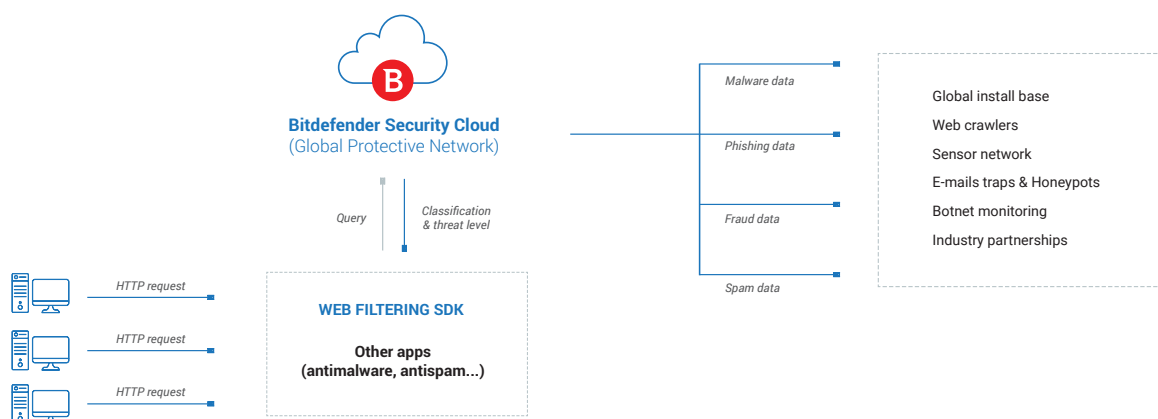 B
Bitdefender Security Cloud
(Global Protective Network)
Query
Classification
& threat level
HTTP request
HTTP request
HTTP request
WEB FILTERING SDK
Other apps
(antimalware, antispam...)
Malware data
Phishing data
Fraud data
Spam data
Global install base
Web crawlers
Sensor network
E-mails traps & Honeypots
Botnet monitoring
Industry partnerships